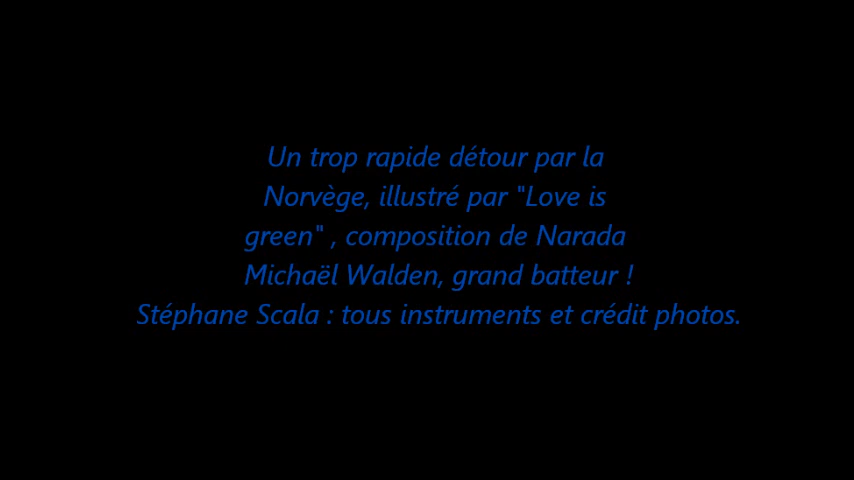 Un trop rapide détour par la
Norvège, illustré par "Love is
green" , composition de Narada
Michaël Walden, grand batteur !
Stéphane Scala : tous instruments et crédit photos.